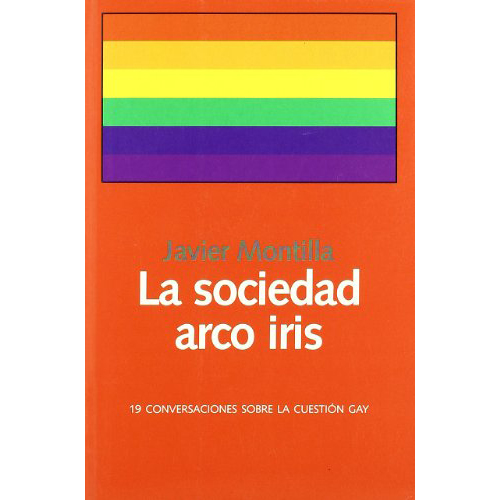 Javier Montilla
La sociedad
arco iris
19 CONVERSACIONES SOBRE LA CUESTIÓN GAY